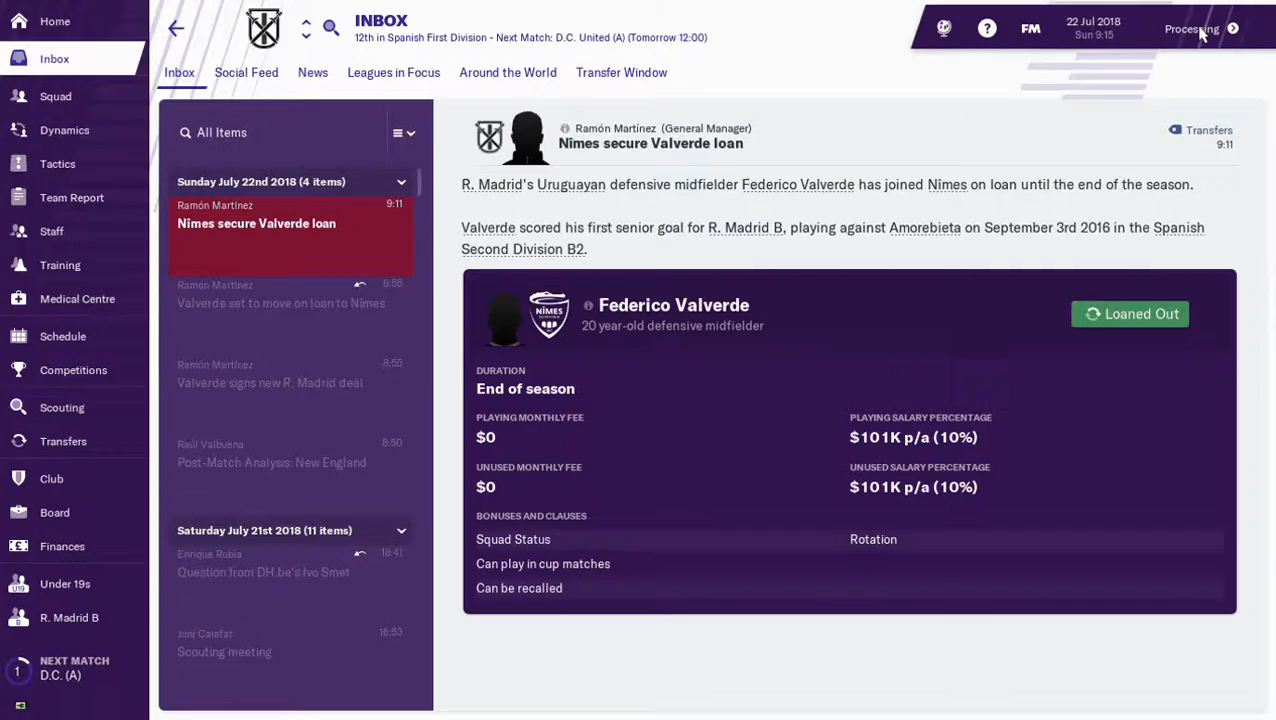 Home
Inbox
Squad
Dynamics
Tactics
Team Report
Staff
Training
Medical Centre
Schedule
Competitions
Scouting
Transfers
Club
Board
Finances
U19
Under 19s
B
R. Madrid B
1
NEXT MATCH
D.C. (A)
INBOX
12th in Spanish First Division - Next Match: D.C. United (A) (Tomorrow 12:00)
?
FM
22 Jul 2018
Sun 9:15
Processing
Inbox
Social Feed
News
Leagues in Focus
Around the World
Transfer Window
All Items
Sunday July 22nd 2018 (4 items)
Ramón Martínez 9:11
Nîmes secure Valverde loan
Ramón Martínez 8:55
Valverde set to move on loan to Nîmes
Ramón Martínez 8:55
Valverde signs new R. Madrid deal
Raúl Valbuena 8:50
Post-Match Analysis: New England
Saturday July 21st 2018 (11 items)
Enrique Rubia 18:41
Question from DH.be's Ivo Smet
Juni Calafat 16:53
Scouting meeting
Ramón Martínez (General Manager)
Nîmes secure Valverde loan
Transfers
9:11
R. Madrid's Uruguayan defensive midfielder Federico Valverde has joined Nîmes on loan until the end of the season.
Valverde scored his first senior goal for R. Madrid B, playing against Amorebieta on September 3rd 2016 in the Spanish
Second Division B2.
NÎMES
Federico Valverde
20 year-old defensive midfielder
Loaned Out
DURATION
End of season
PLAYING MONTHLY FEE
$0
PLAYING SALARY PERCENTAGE
$101K p/a (10%)
UNUSED MONTHLY FEE
$0
UNUSED SALARY PERCENTAGE
$101K p/a (10%)
BONUSES AND CLAUSES
Squad Status Rotation
Can play in cup matches
Can be recalled